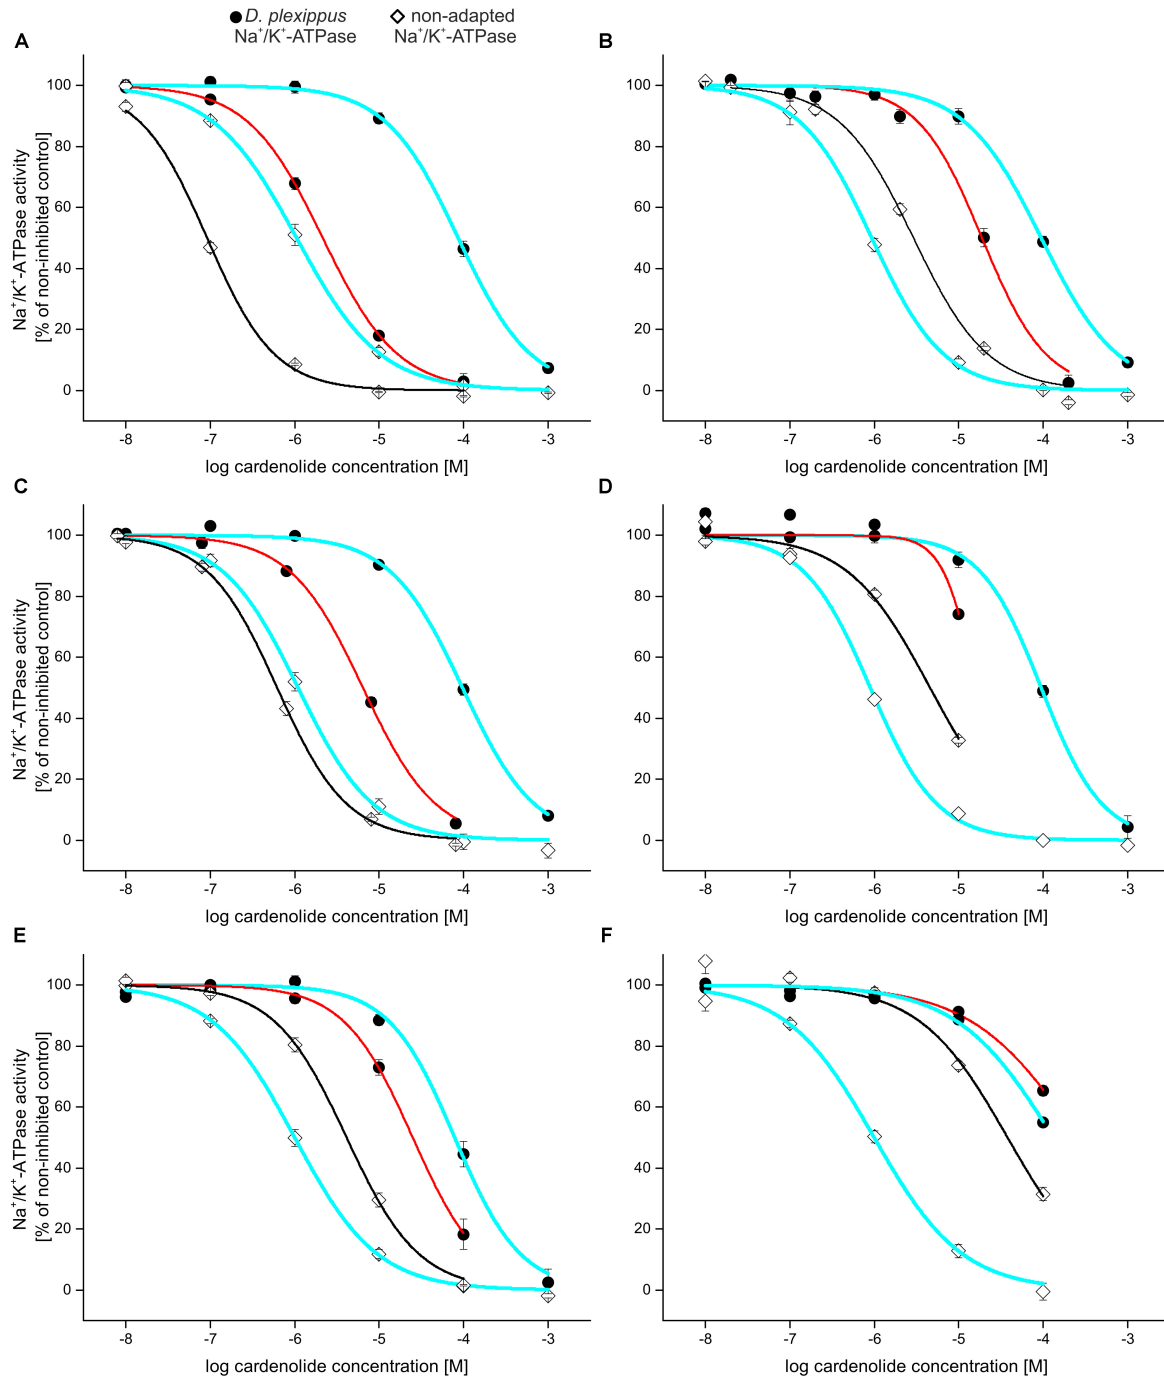 D. plexippus
Na+/K+-ATPase
non-adapted
Na+/K+-ATPase
A
100
80
60
40
20
0
-8 -7 -6 -5 -4 -3
Na+/K+-ATPase activity
[% of non-inhibited control]
log cardenolide concentration [M]
B
100
80
60
40
20
0
-8 -7 -6 -5 -4 -3
log cardenolide concentration [M]
C
100
80
60
40
20
0
-8 -7 -6 -5 -4 -3
Na+/K+-ATPase activity
[% of non-inhibited control]
log cardenolide concentration [M]
D
100
80
60
40
20
0
-8 -7 -6 -5 -4 -3
log cardenolide concentration [M]
E
100
80
60
40
20
0
-8 -7 -6 -5 -4 -3
Na+/K+-ATPase activity
[% of non-inhibited control]
log cardenolide concentration [M]
F
100
80
60
40
20
0
-8 -7 -6 -5 -4 -3
log cardenolide concentration [M]